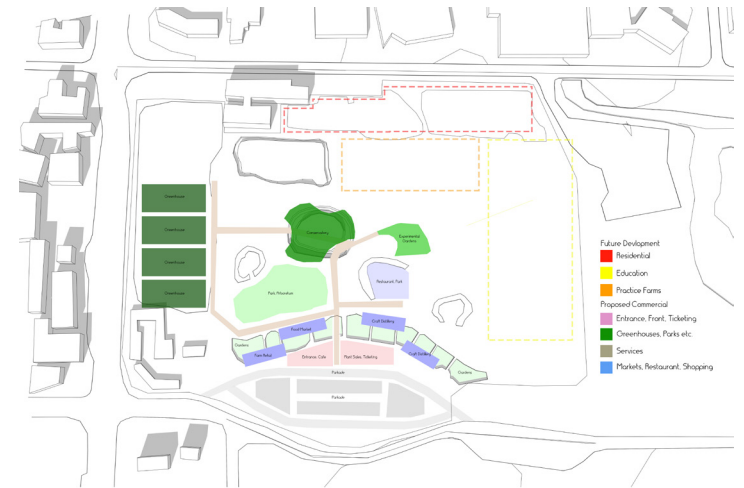 Greenhouse
Greenhouse
Greenhouse
Greenhouse
Conservatory
Experimental
Gardens
Restaurant, Park
Park, Arboretum
Food Market
Craft Building
Gardens
Farm Retail
Entrance, Cafe
Plant Sales, Ticketing
Craft Building
Gardens
Parkade
Parkade
Future Devlopment
Residential
Education
Practice Farms
Proposed Commercial
Entrance, Front, Ticketing
Greenhouses, Parks etc.
Services
Markets, Restaurant, Shopping